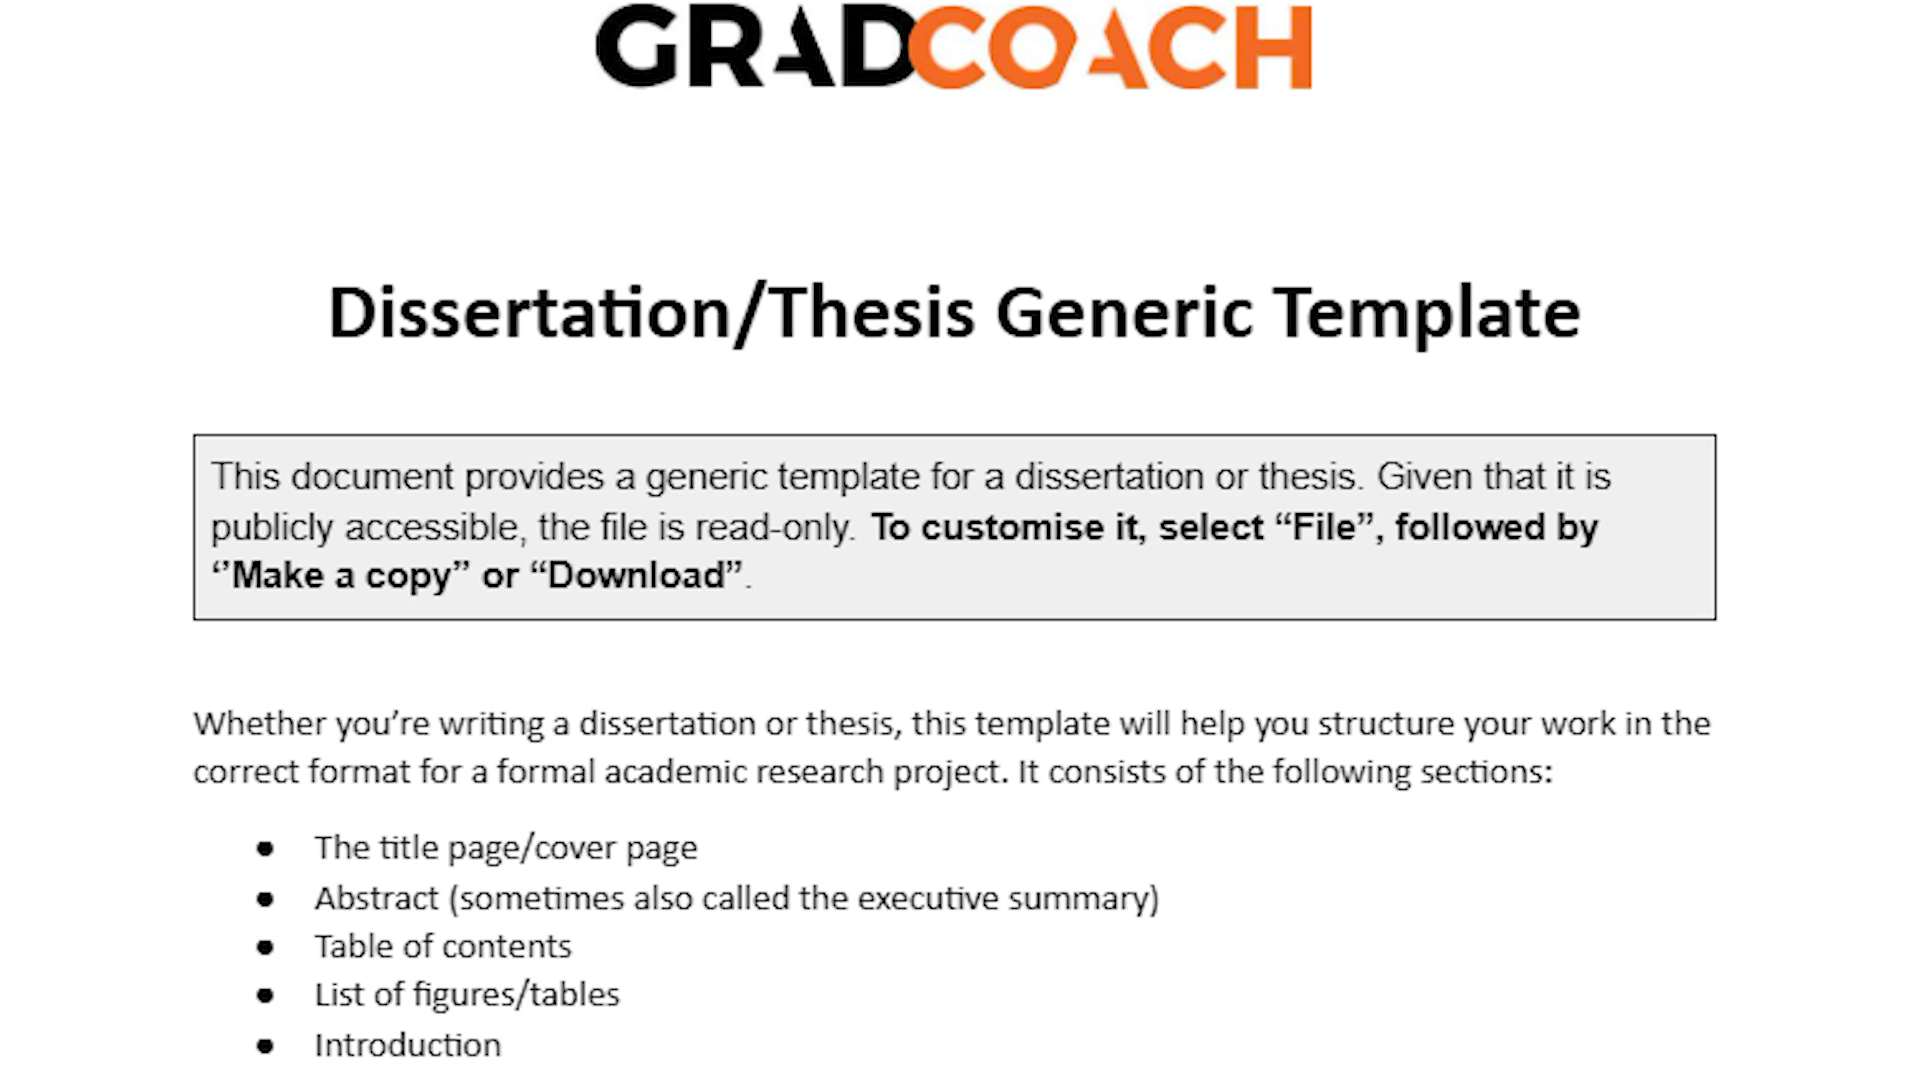 GRADCOACH
Dissertation/Thesis Generic Template
This document provides a generic template for a dissertation or thesis. Given that it is
publicly accessible, the file is read-only. To customise it, select “File”, followed by
‘’Make a copy” or “Download”.
Whether you’re writing a dissertation or thesis, this template will help you structure your work in the
correct format for a formal academic research project. It consists of the following sections:
● The title page/cover page
● Abstract (sometimes also called the executive summary)
● Table of contents
● List of figures/tables
● Introduction